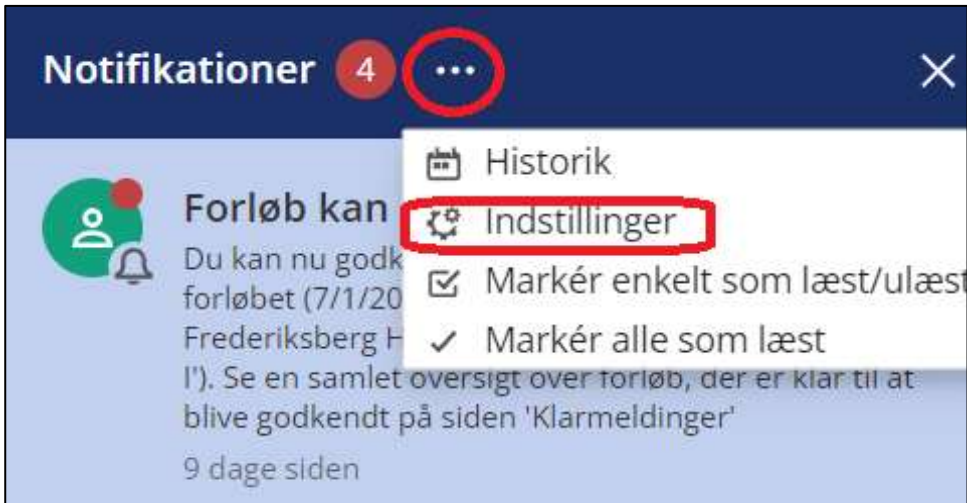 Notifikationer 4 ...
Historik
Indstillinger
Markér enkelt som læst/ulæst
Markér alle som læst
Forløb kan
Du kan nu godk
forløbet (7/1/20
Frederiksberg H
I'). Se en samlet oversigt over forløb, der er klar til at
blive godkendt på siden 'Klarmeldinger'
9 dage siden